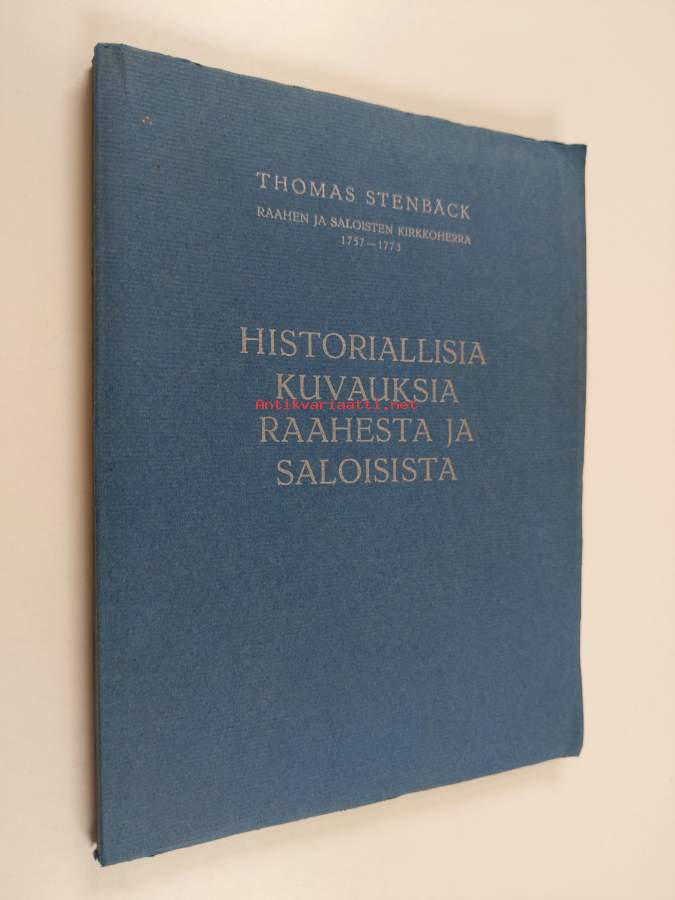 THOMAS STENBÄCK
RAAHEN JA SALOISTEN KIRKKOHERRA
1757—1773
HISTORIALLISIA
KUVAUKSIA
Antikvariaatti.net
RAAHESTA JA
SALOISISTA